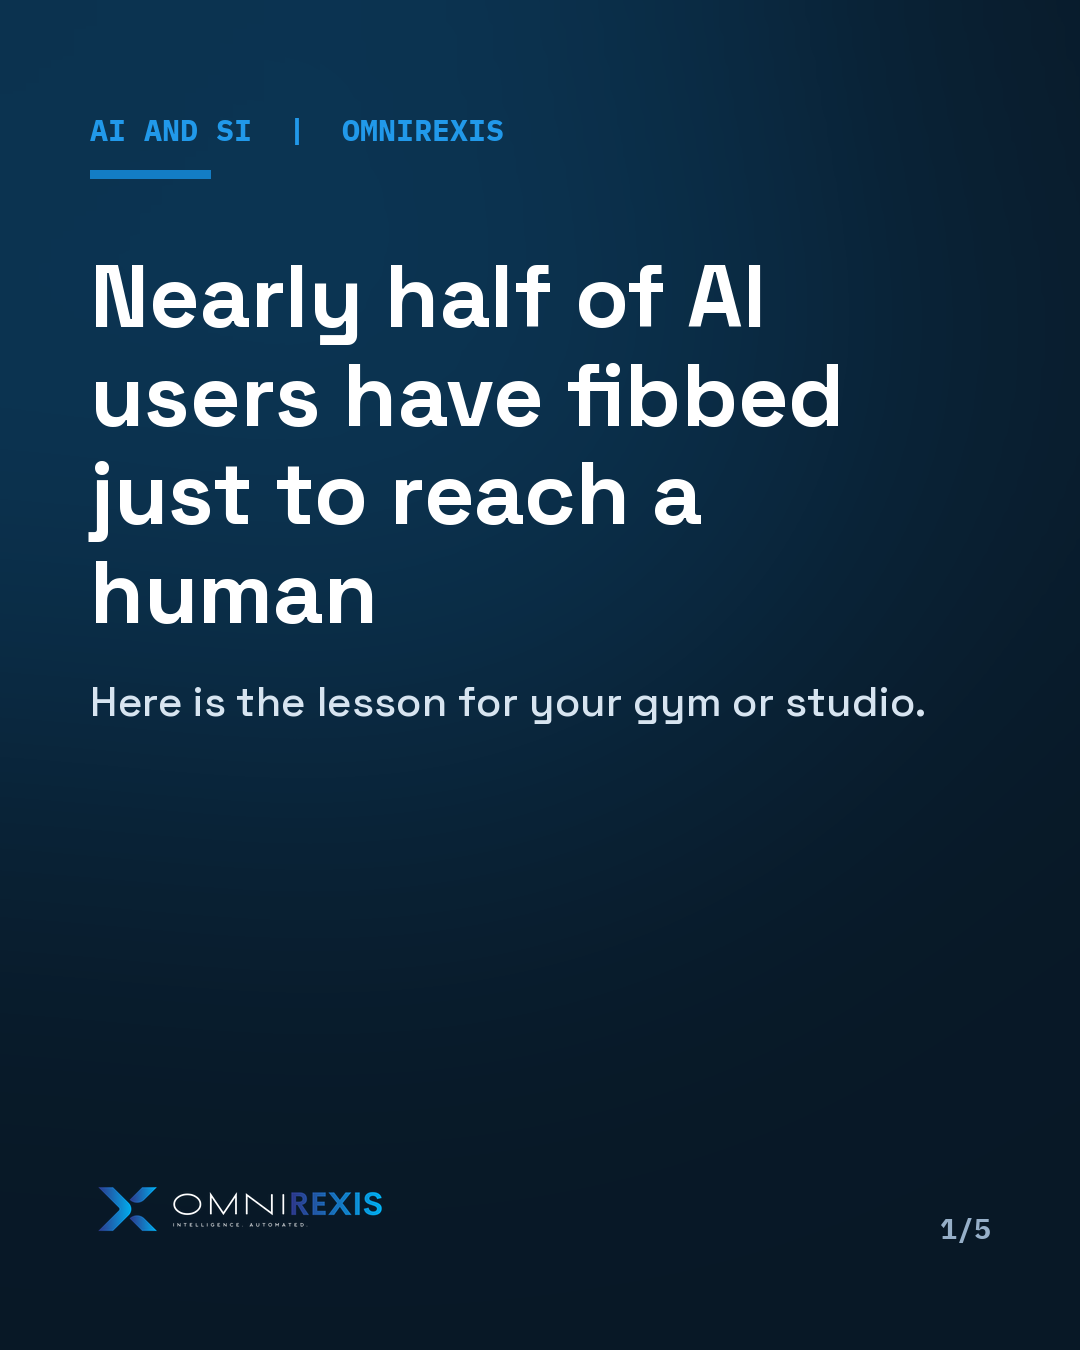 AI AND SI | OMNIREXIS
Nearly half of AI
users have fibbed
just to reach a
human
Here is the lesson for your gym or studio.
OMNIREXIS
INTELLIGENCE. AUTOMATED.
1/5